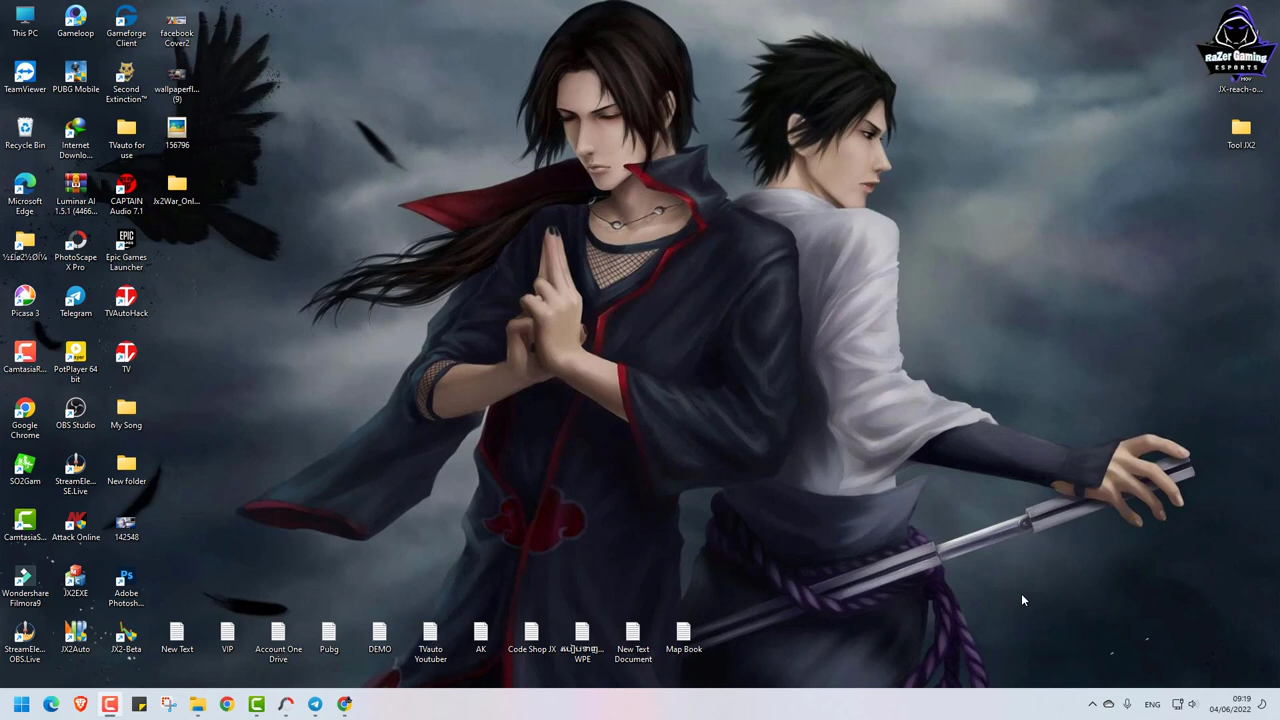 This PC
Gameloop
Gameforge
Client
facebook
Cover2
TeamViewer
PUBG Mobile
Second
Extinction™
wallpaperfl...
(9)
Recycle Bin
Internet
Downlo...
TVauto for
use
156796
Microsoft
Edge
Luminar AI
1.5.1 (4466...
CAPTAIN
Audio 7.1
Jx2War_Onl...
PhotoScape
X Pro
Epic Games
Launcher
Picasa 3
Telegram
TVAutoHack
CamtasiaR...
PotPlayer 64
bit
TV
Google
Chrome
OBS Studio
My Song
SO2Gam
StreamEle...
SE.Live
New folder
CamtasiaS...
Attack Online
142548
Wondershare
Filmora9
JX2EXE
Adobe
Photosh...
StreamEle...
OBS.Live
JX2Auto
JX2-Beta
New Text
VIP
Account One
Drive
Pubg
DEMO
TVauto
Youtuber
AK
Code Shop JX
WPE
New Text
Document
Map Book
RaZer Gaming
ESPORTS
JX-reach-o...
Tool JX2
ENG
09:19
04/06/2022